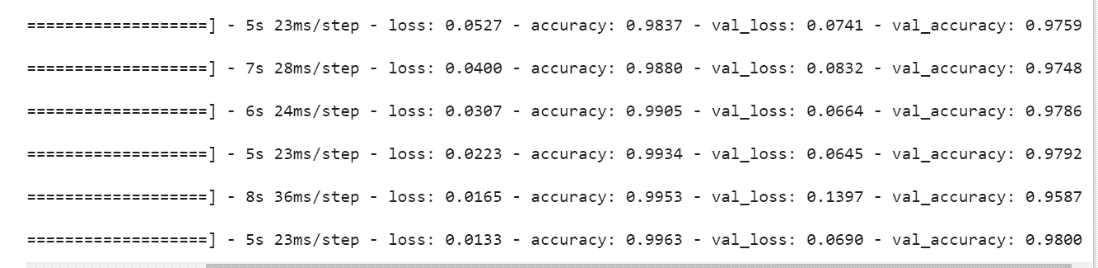 ===================] - 5s 23ms/step - loss: 0.0527 - accuracy: 0.9837 - val_loss: 0.0741 - val_accuracy: 0.9759
===================] - 7s 28ms/step - loss: 0.0400 - accuracy: 0.9880 - val_loss: 0.0832 - val_accuracy: 0.9748
===================] - 6s 24ms/step - loss: 0.0307 - accuracy: 0.9905 - val_loss: 0.0664 - val_accuracy: 0.9786
===================] - 5s 23ms/step - loss: 0.0223 - accuracy: 0.9934 - val_loss: 0.0645 - val_accuracy: 0.9792
===================] - 8s 36ms/step - loss: 0.0165 - accuracy: 0.9953 - val_loss: 0.1397 - val_accuracy: 0.9587
===================] - 5s 23ms/step - loss: 0.0133 - accuracy: 0.9963 - val_loss: 0.0690 - val_accuracy: 0.9800